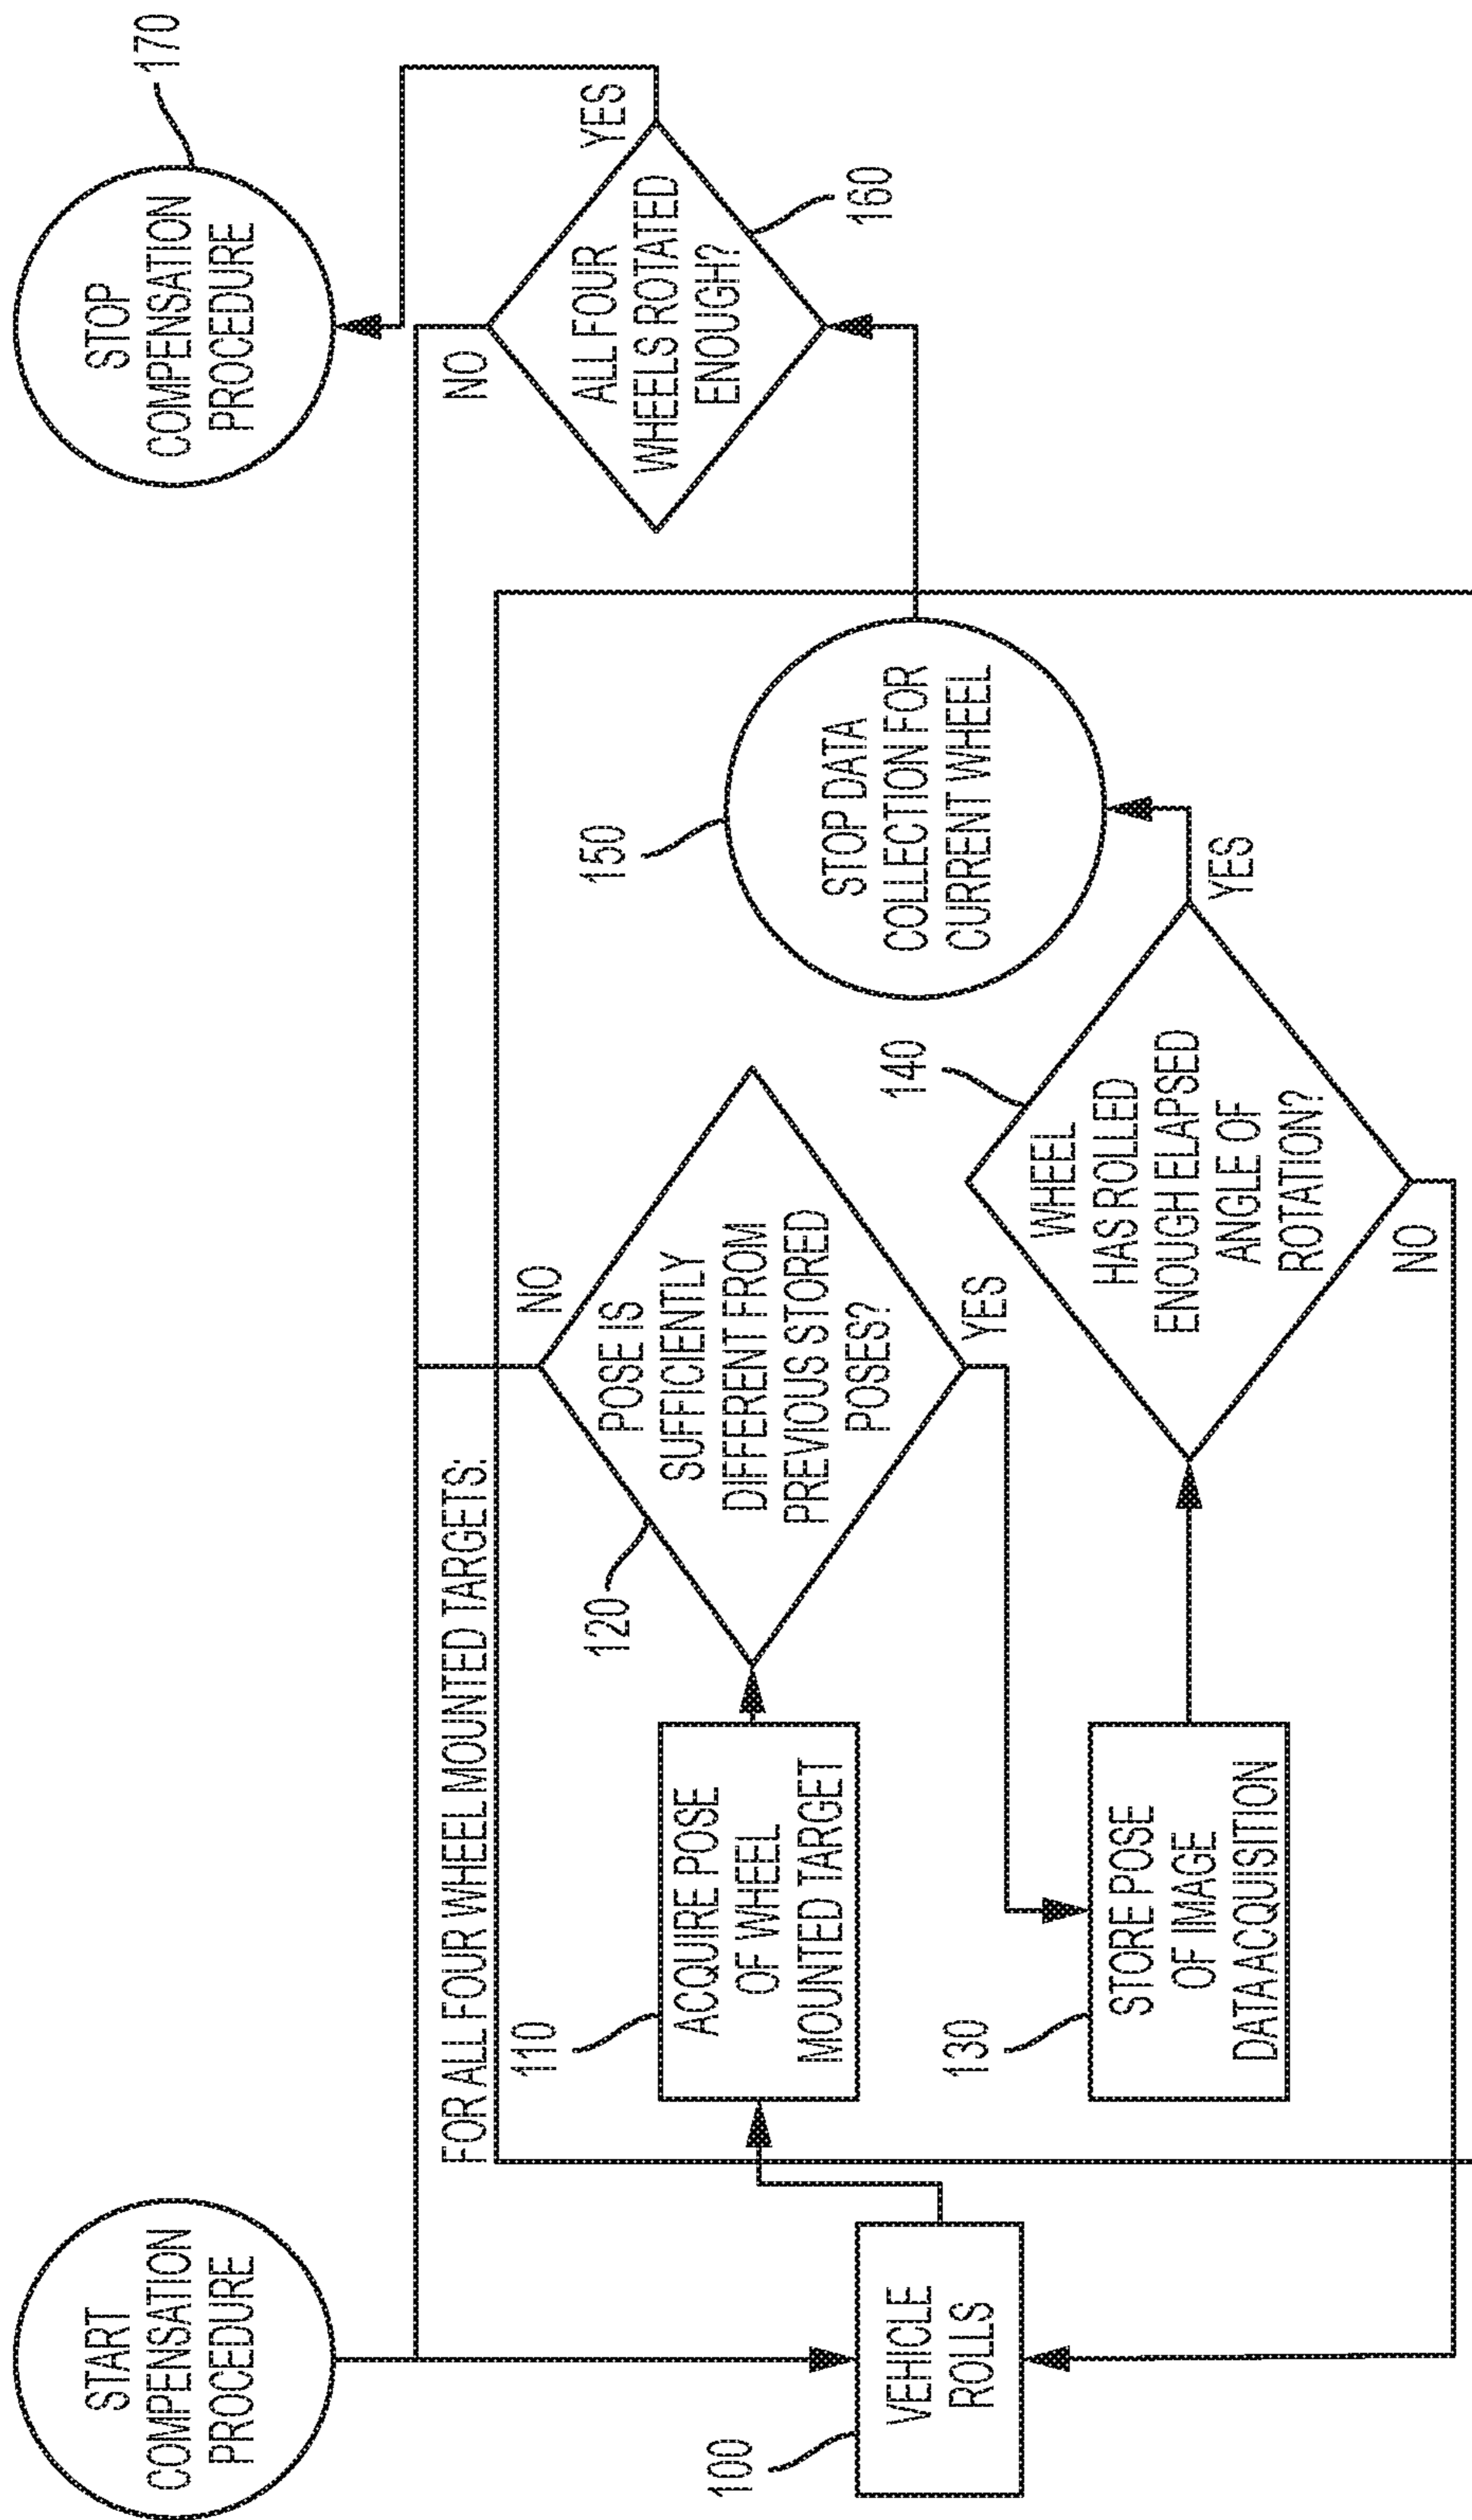 START
COMPENSATION
PROCEDURE
STOP
COMPENSATION
PROCEDURE
170
FOR ALL FOUR WHEEL MOUNTED TARGETS:
NO
ALL FOUR
WHEELS ROTATED
ENOUGH?
YES
160
110
ACQUIRE POSE
OF WHEEL
MOUNTED TARGET
120
NO
POSE IS
SUFFICIENTLY
DIFFERENT FROM
PREVIOUS STORED
POSES?
YES
150
STOP DATA
COLLECTION FOR
CURRENT WHEEL
100
VEHICLE
ROLLS
130
STORE POSE
OF IMAGE
DATA ACQUISITION
140
WHEEL
HAS ROLLED
ENOUGH ELAPSED
ANGLE OF
ROTATION?
YES
NO